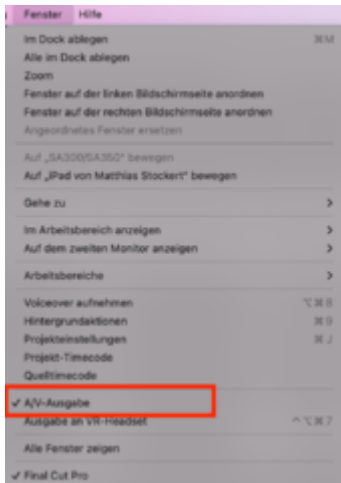 Fenster Hilfe
Im Dock ablegen ⌘M
Alle im Dock ablegen
Zoom
Fenster auf der linken Bildschirmseite anordnen
Fenster auf der rechten Bildschirmseite anordnen
Angeordnetes Fenster ersetzen
Auf „SA300/SA350“ bewegen
Auf „iPad von Matthias Stockert“ bewegen
Gehe zu >
Im Arbeitsbereich anzeigen >
Auf dem zweiten Monitor anzeigen >
Arbeitsbereiche >
Voiceover aufnehmen ⌥⌘8
Hintergrundaktionen ⌘9
Projekteinstellungen ⌘J
Projekt-Timecode
Quelltimecode
✓ A/V-Ausgabe
Ausgabe an VR-Headset ^⌥⌘7
Alle Fenster zeigen
✓ Final Cut Pro